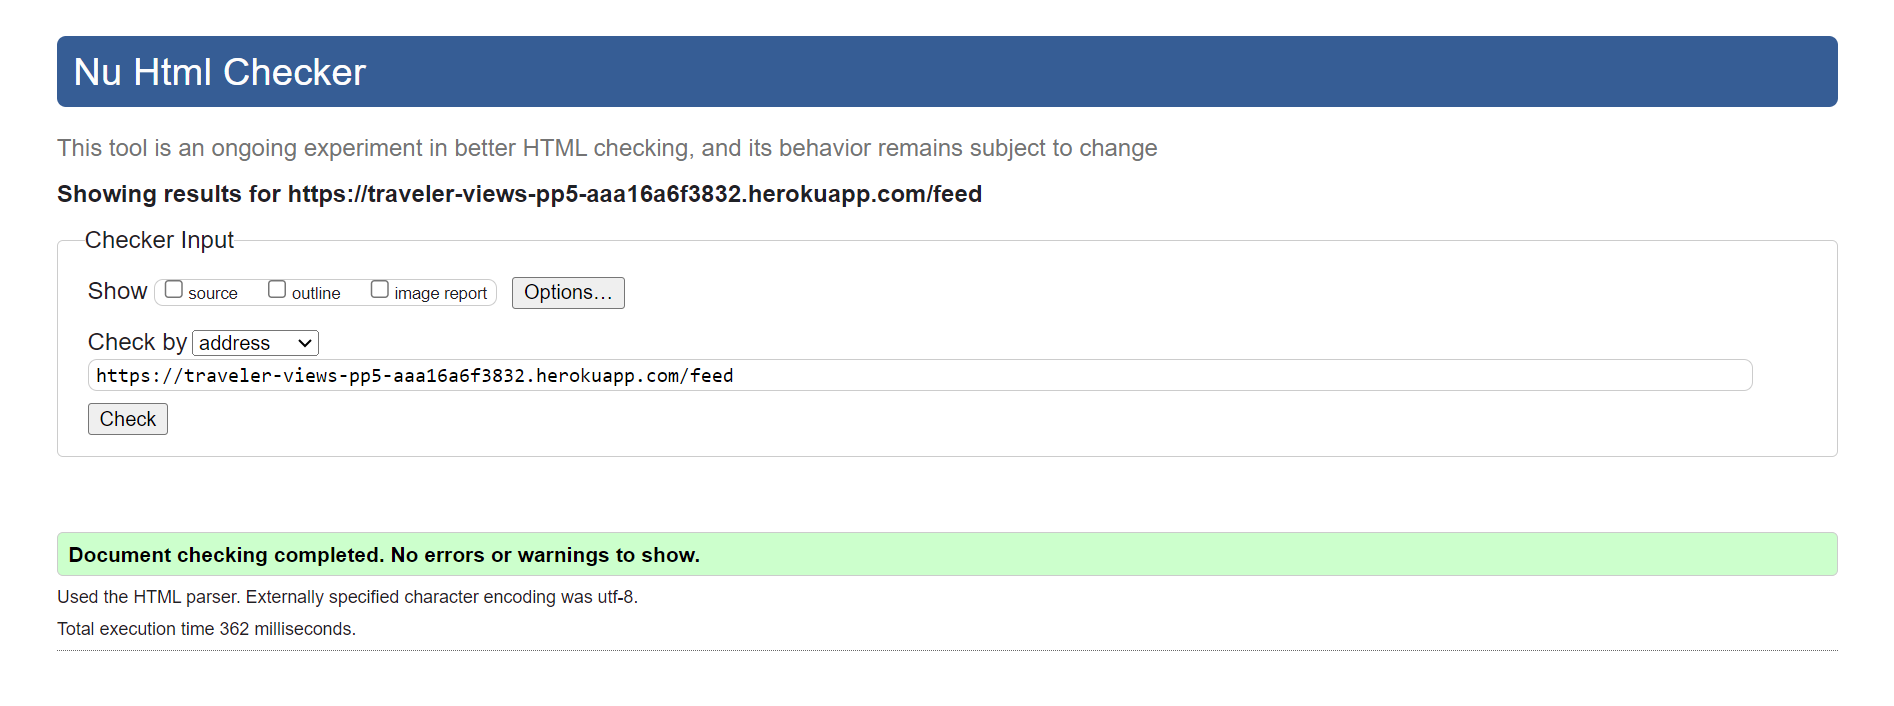 Nu Html Checker
This tool is an ongoing experiment in better HTML checking, and its behavior remains subject to change
Showing results for https://traveler-views-pp5-aaa16a6f3832.herokuapp.com/feed
Checker Input
Show source outline image report Options...
Check by address
https://traveler-views-pp5-aaa16a6f3832.herokuapp.com/feed
Check
Document checking completed. No errors or warnings to show.
Used the HTML parser. Externally specified character encoding was utf-8.
Total execution time 362 milliseconds.